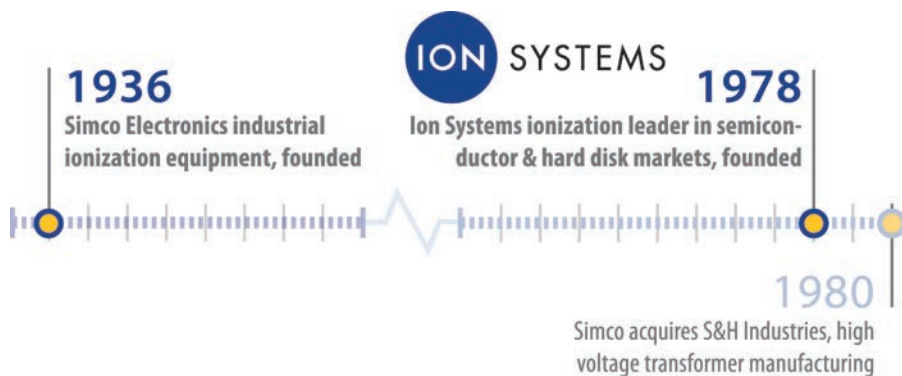 ION SYSTEMS
1936
Simco Electronics industrial
ionization equipment, founded
1978
Ion Systems ionization leader in semicon-
ductor & hard disk markets, founded
1980
Simco acquires S&H Industries, high
voltage transformer manufacturing